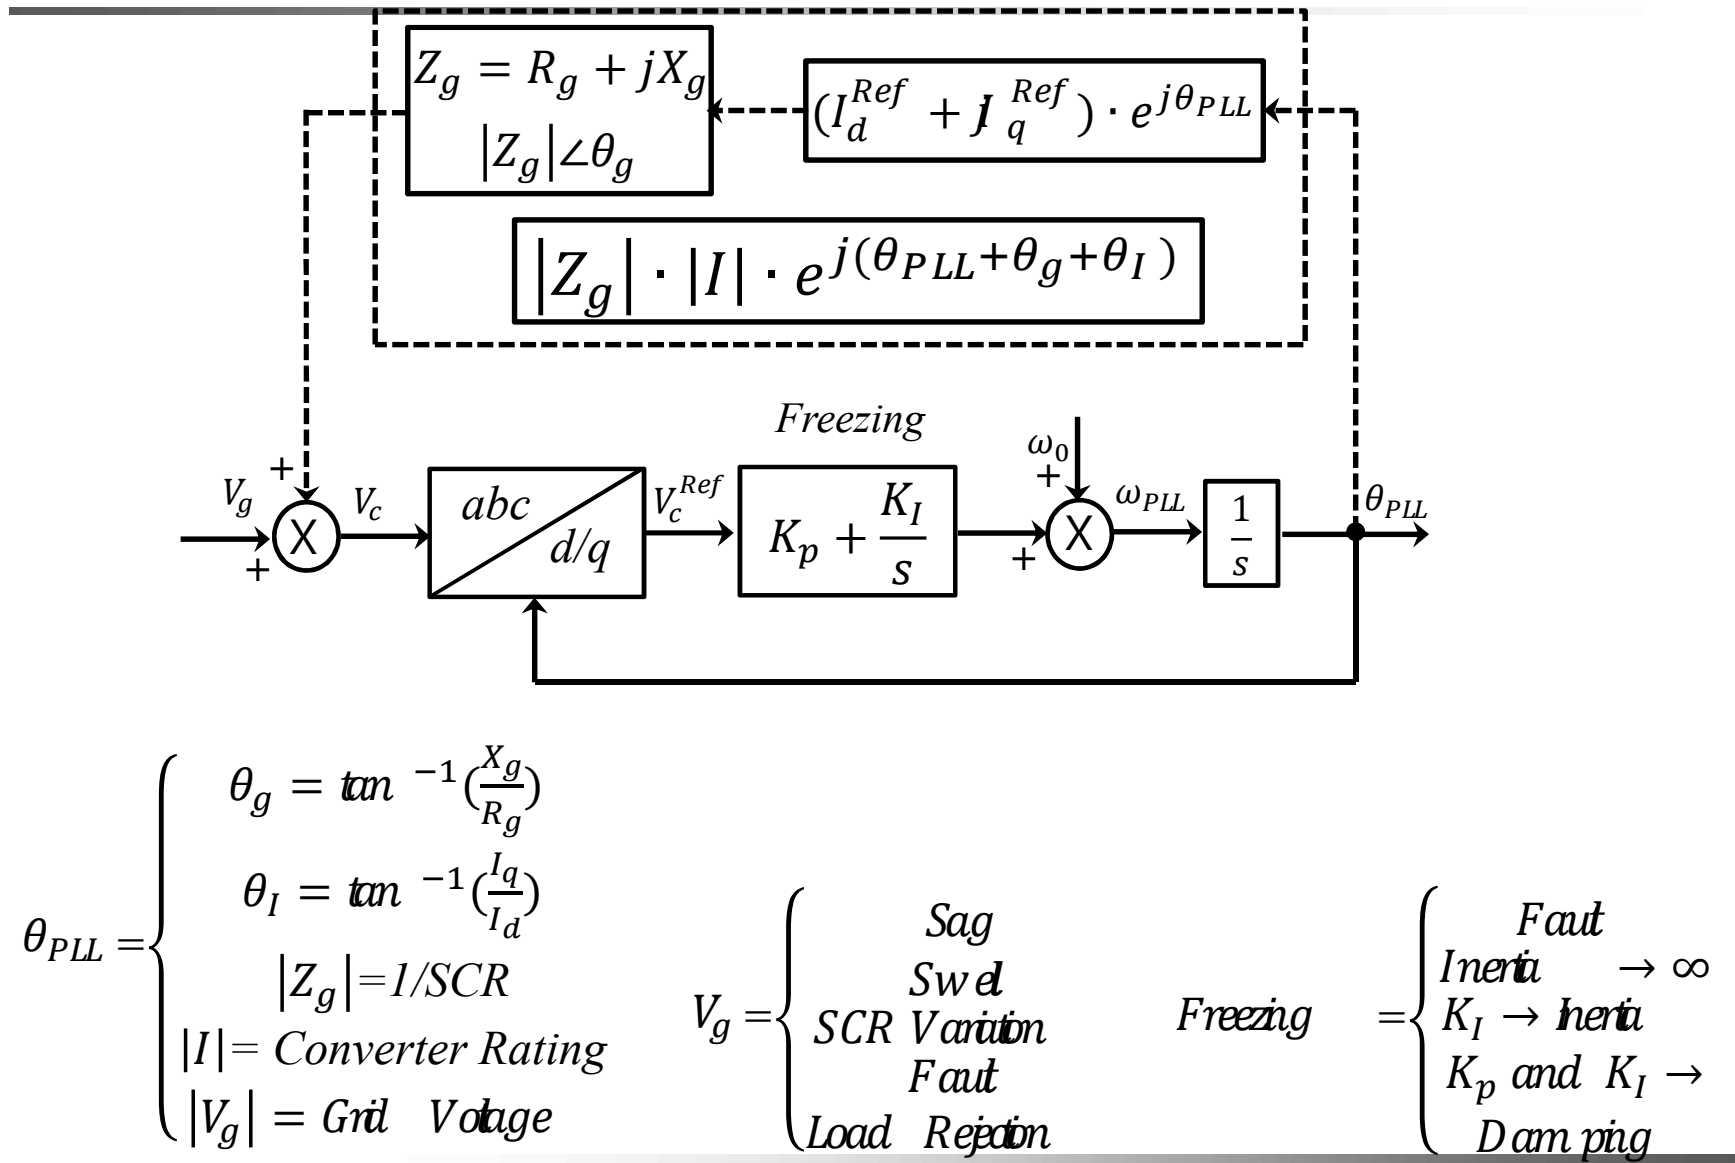 Z_g = R_g + jX_g
|Z_g|∠θ_g
(I_d^Ref + jI_q^Ref) · e^jθ_PLL
|Z_g| · |I| · e^j(θ_PLL+θ_g+θ_I)
Freezing
V_g
+
+
X
V_c
abc
d/q
V_c^Ref
K_p + K_I/s
ω_0
+
+
X
ω_PLL
1/s
θ_PLL
θ_PLL =
θ_g = tan^-1(X_g/R_g)
θ_I = tan^-1(I_q/I_d)
|Z_g|=1/SCR
|I|= Converter Rating
|V_g| = Grid Voltage
V_g =
Sag
Swell
SCR Variation
Fault
Load Rejection
Freezing =
Fault
Inertia → ∞
K_I → Inertia
K_p and K_I →
Damping